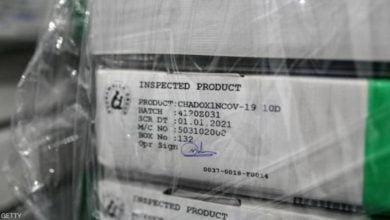 INSPECTED PRODUCT
PRODUCT:CHADOX1NCOV-19 10D
BATCH :4120Z031
SCR DT :01.01.2021
M/C NO :50310200
BOX No :132
Opr Sign
0037-0018-F0014
GETTY